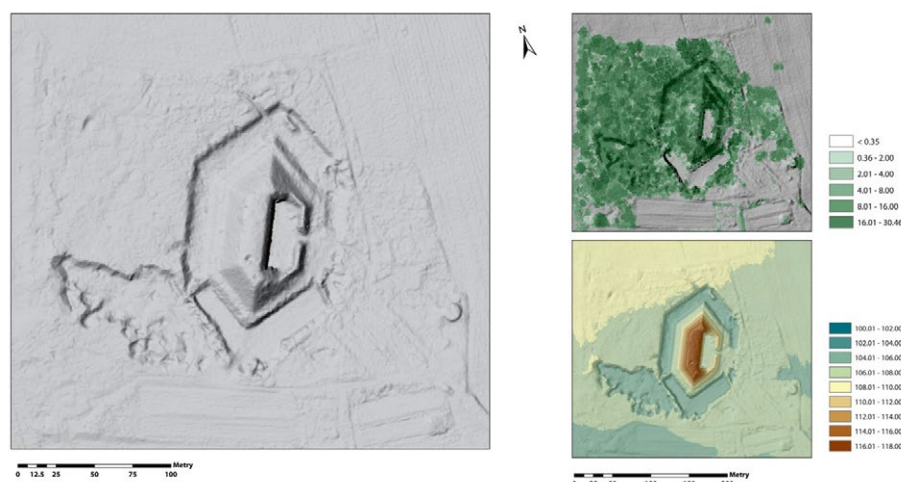 N
Metry
0 12.5 25 50 75 100
< 0.35
0.36 - 2.00
2.01 - 4.00
4.01 - 8.00
8.01 - 16.00
16.01 - 30.46
100.01 - 102.00
102.01 - 104.00
104.01 - 106.00
106.01 - 108.00
108.01 - 110.00
110.01 - 112.00
112.01 - 114.00
114.01 - 116.00
116.01 - 118.00
Metry